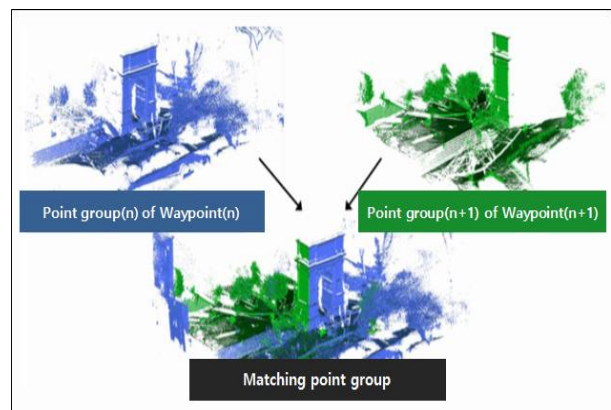 Point group(n) of Waypoint(n)
Point group(n+1) of Waypoint(n+1)
Matching point group